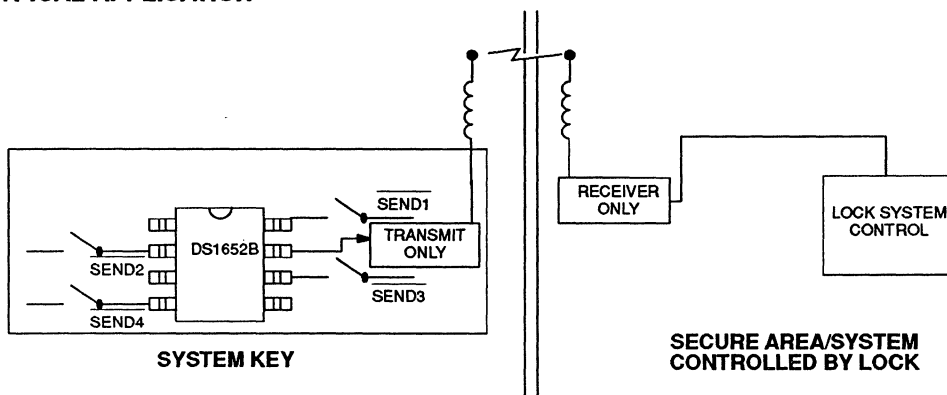 SEND1
RECEIVER
ONLY
LOCK SYSTEM
CONTROL
DS1652B
TRANSMIT
ONLY
SEND2
SEND3
SEND4
SYSTEM KEY
SECURE AREA/SYSTEM
CONTROLLED BY LOCK